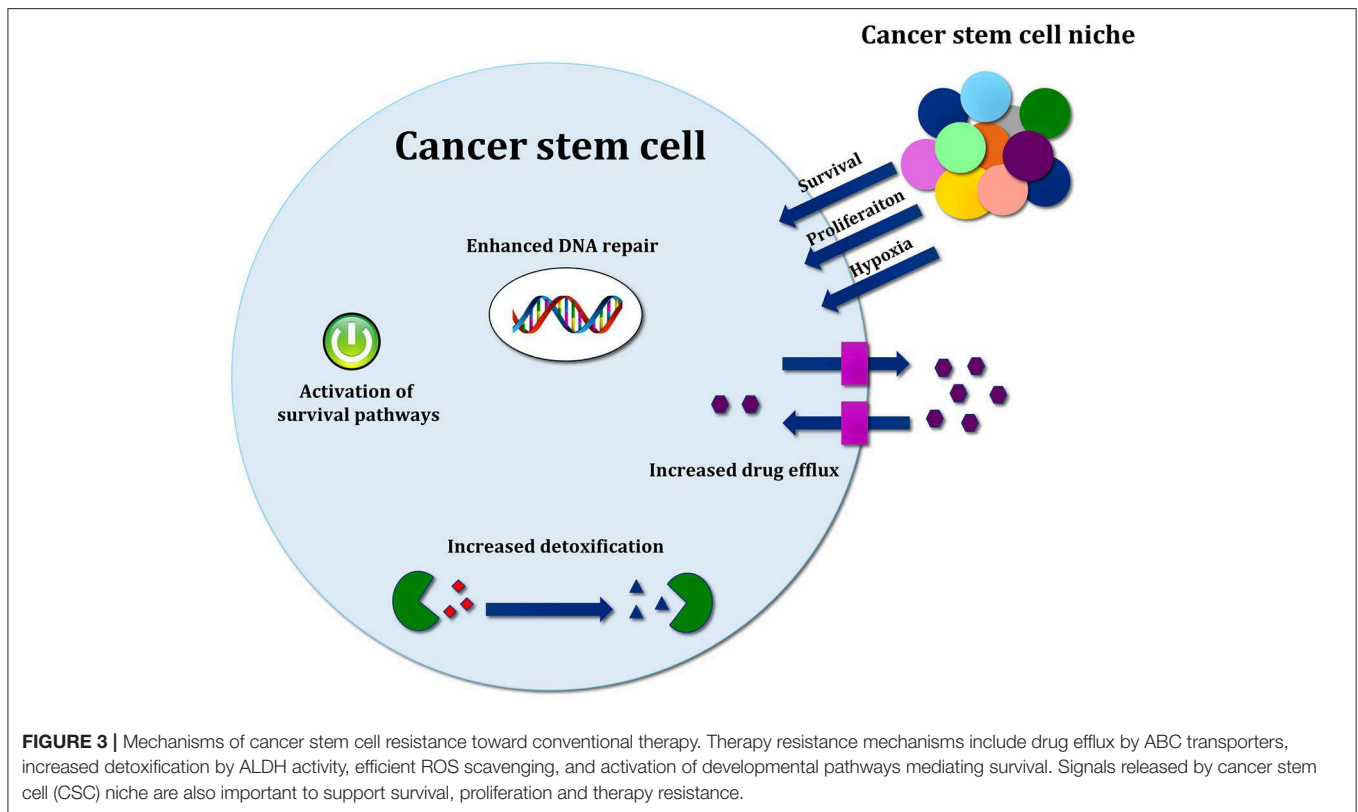 Cancer stem cell niche
Cancer stem cell
Survival
Proliferaiton
Hypoxia
Enhanced DNA repair
Activation of
survival pathways
Increased drug efflux
Increased detoxification
FIGURE 3 | Mechanisms of cancer stem cell resistance toward conventional therapy. Therapy resistance mechanisms include drug efflux by ABC transporters,
increased detoxification by ALDH activity, efficient ROS scavenging, and activation of developmental pathways mediating survival. Signals released by cancer stem
cell (CSC) niche are also important to support survival, proliferation and therapy resistance.